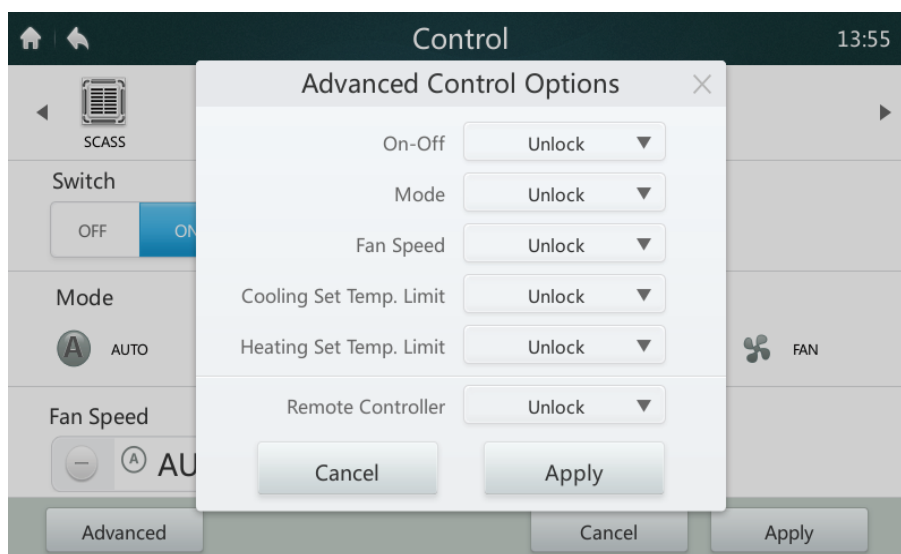 Control
13:55
Advanced Control Options
SCASS
On-Off Unlock
Switch
Mode Unlock
OFF
Fan Speed Unlock
Cooling Set Temp. Limit Unlock
Mode
A AUTO
Heating Set Temp. Limit Unlock
FAN
Remote Controller Unlock
Fan Speed
A
Cancel
Apply
Advanced
Cancel
Apply